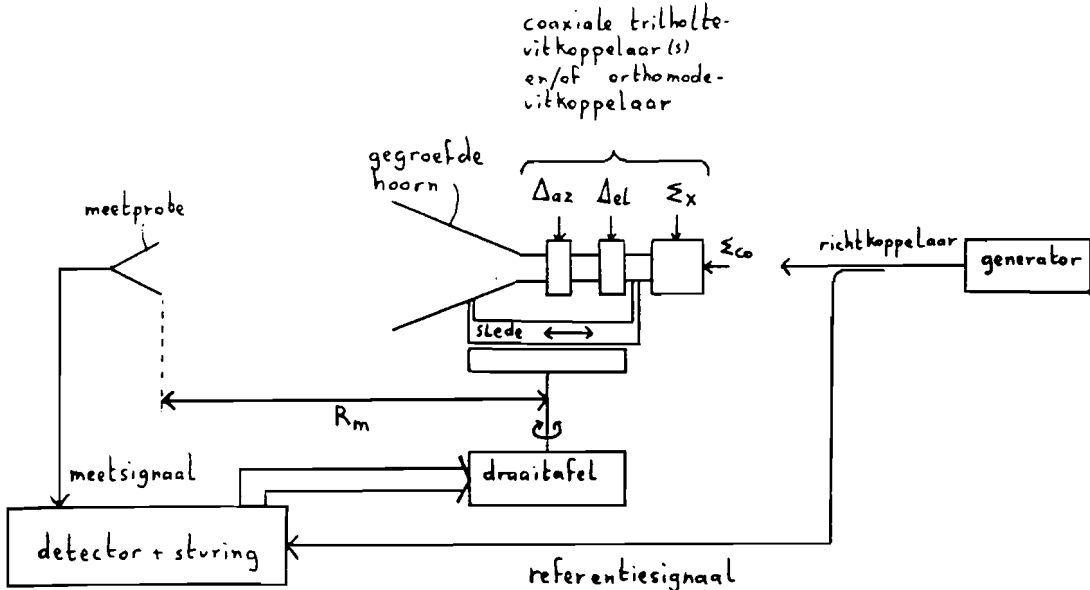 coaxiale trilholte-
uitkoppelaar(s)
en/of orthomode-
uitkoppelaar
gegroefde
hoorn
meetprobe
Δaz
Δel
Σx
Σco
richtkoppelaar
generator
slede
Rm
draaitafel
meetsignaal
detector + sturing
referentiesignaal